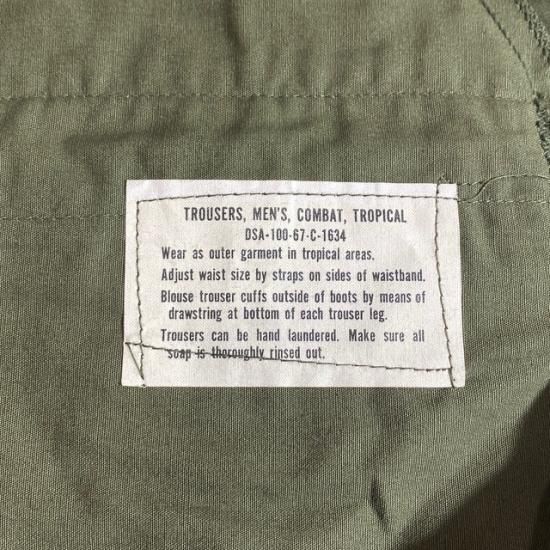 TROUSERS, MEN'S, COMBAT, TROPICAL
DSA-100-67-C-1634
Wear as outer garment in tropical areas.
Adjust waist size by straps on sides of waistband.
Blouse trouser cuffs outside of boots by means of
drawstring at bottom of each trouser leg.
Trousers can be hand laundered. Make sure all
soap is thoroughly rinsed out.